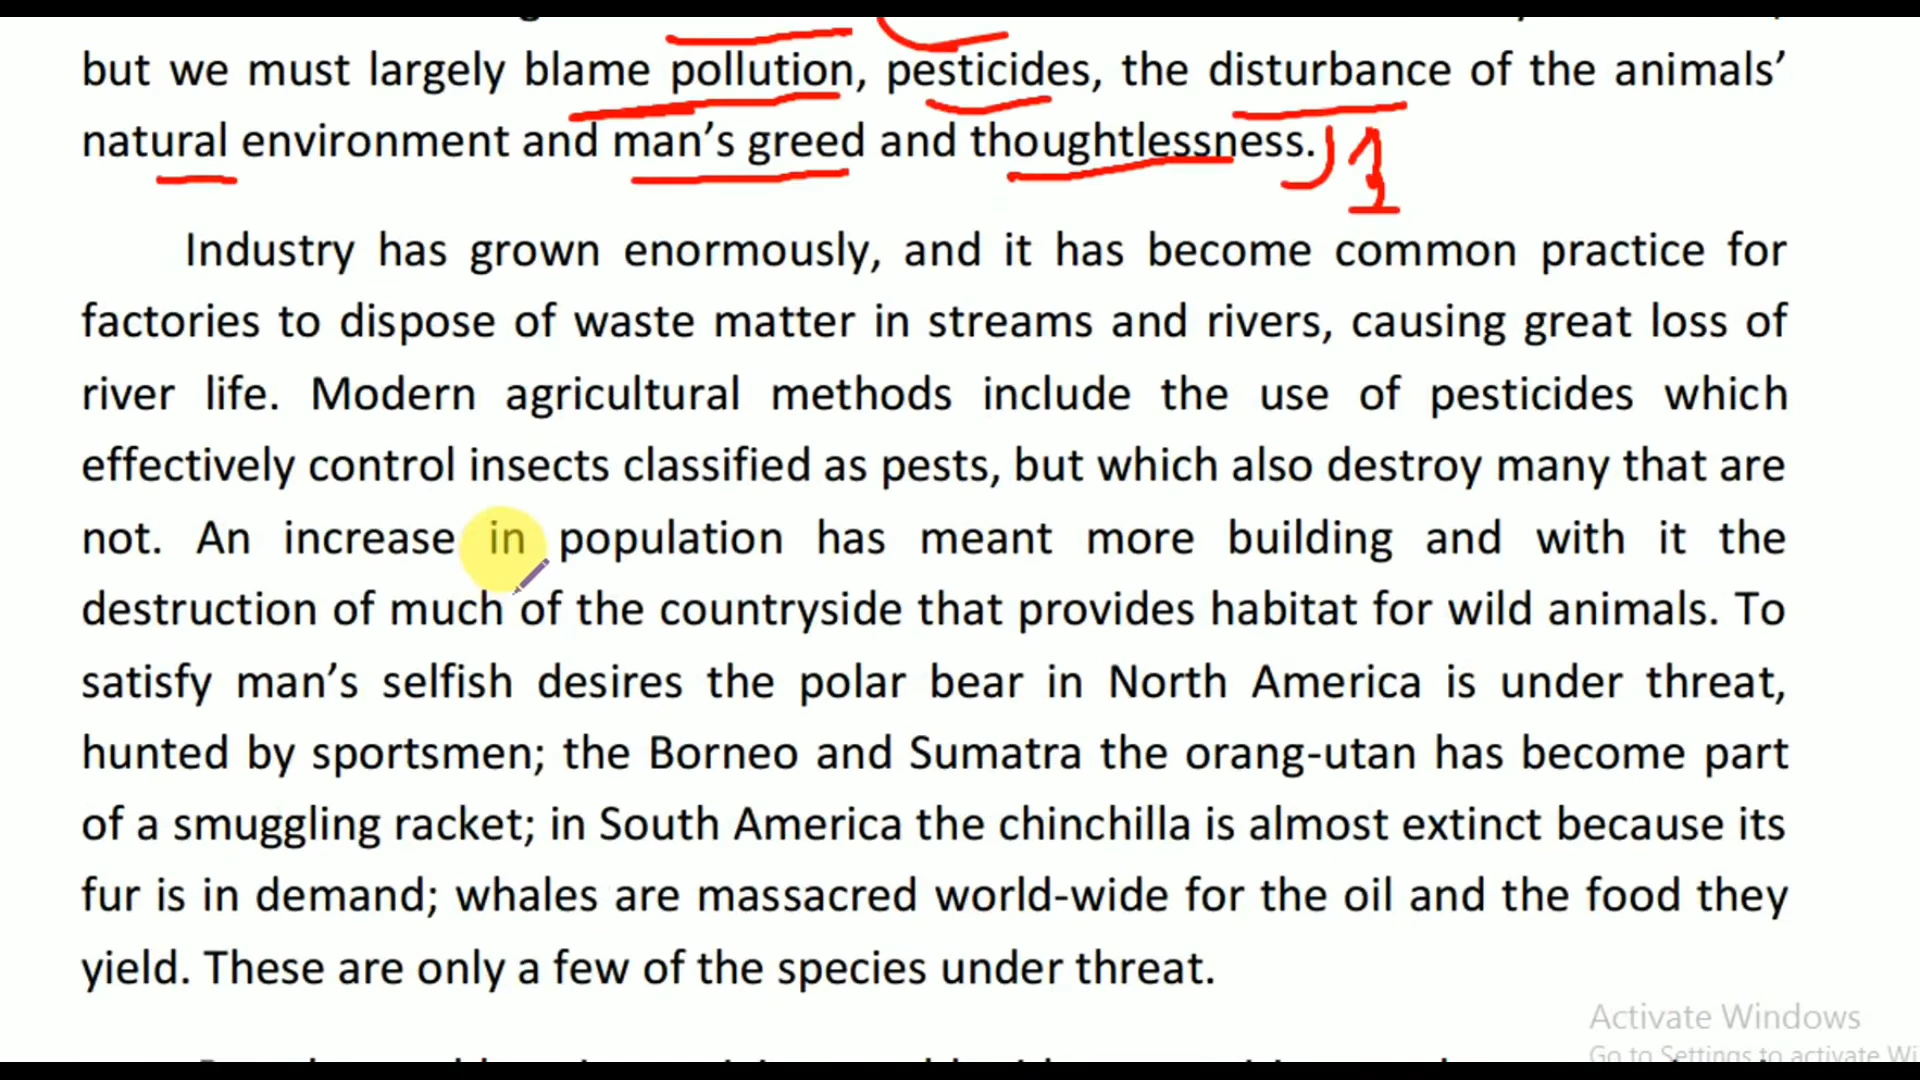 but we must largely blame pollution, pesticides, the disturbance of the animals’
natural environment and man’s greed and thoughtlessness. 1
Industry has grown enormously, and it has become common practice for
factories to dispose of waste matter in streams and rivers, causing great loss of
river life. Modern agricultural methods include the use of pesticides which
effectively control insects classified as pests, but which also destroy many that are
not. An increase in population has meant more building and with it the
destruction of much of the countryside that provides habitat for wild animals. To
satisfy man’s selfish desires the polar bear in North America is under threat,
hunted by sportsmen; the Borneo and Sumatra the orang-utan has become part
of a smuggling racket; in South America the chinchilla is almost extinct because its
fur is in demand; whales are massacred world-wide for the oil and the food they
yield. These are only a few of the species under threat.
Activate Windows
Go to Settings to activate Wi